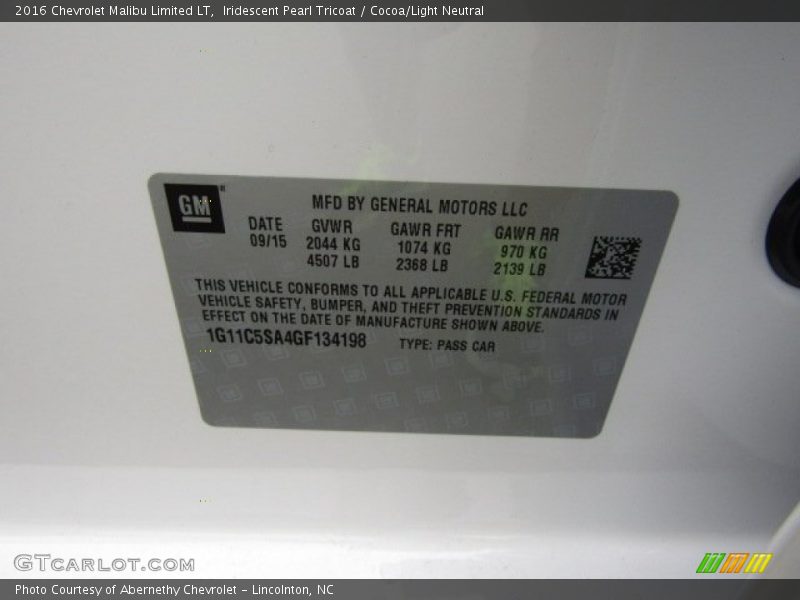 2016 Chevrolet Malibu Limited LT,  Iridescent Pearl Tricoat / Cocoa/Light Neutral
GM
MFD BY GENERAL MOTORS LLC
DATE GVWR GAWR FRT GAWR RR
09/15 2044 KG 1074 KG 970 KG
4507 LB 2368 LB 2139 LB
THIS VEHICLE CONFORMS TO ALL APPLICABLE U.S. FEDERAL MOTOR
VEHICLE SAFETY, BUMPER, AND THEFT PREVENTION STANDARDS IN
EFFECT ON THE DATE OF MANUFACTURE SHOWN ABOVE.
1G11C5SA4GF134198 TYPE: PASS CAR
GTCARLOT.COM
Photo Courtesy of Abernethy Chevrolet – Lincolnton, NC